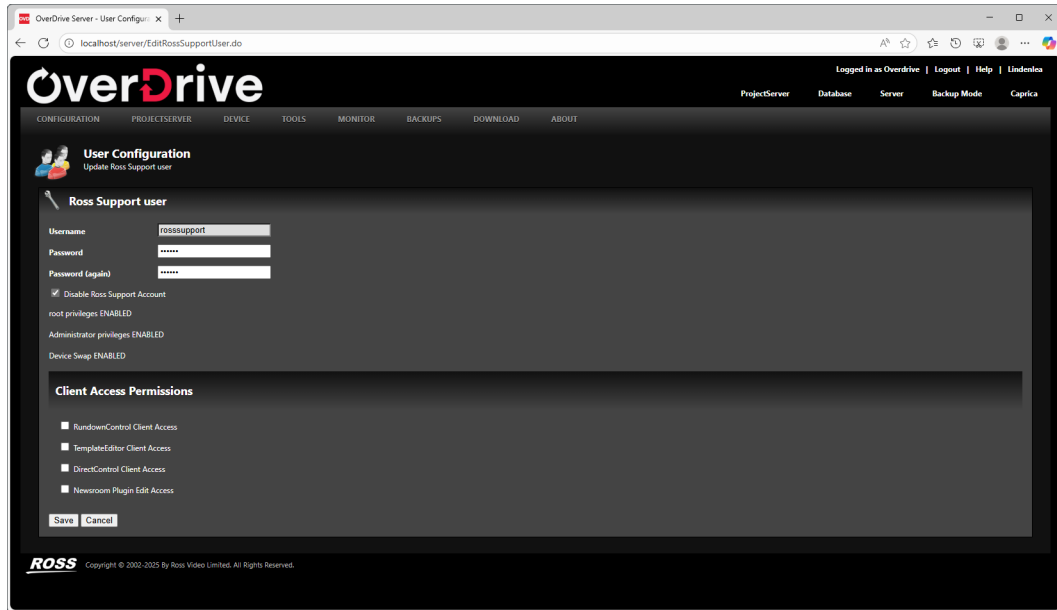 OVD OverDrive Server - User Configur
localhost/server/EditRossSupportUser.do
OverDrive
Logged in as Overdrive | Logout | Help | Lindenlea
ProjectServer Database Server Backup Mode Caprica
CONFIGURATION PROJECTSERVER DEVICE TOOLS MONITOR BACKUPS DOWNLOAD ABOUT
User Configuration
Update Ross Support user
Ross Support user
Username rosssupport
Password ······
Password (again) ······
Disable Ross Support Account
root privileges ENABLED
Administrator privileges ENABLED
Device Swap ENABLED
Client Access Permissions
RundownControl Client Access
TemplateEditor Client Access
DirectControl Client Access
Newsroom Plugin Edit Access
Save Cancel
ROSS Copyright © 2002-2025 By Ross Video Limited. All Rights Reserved.